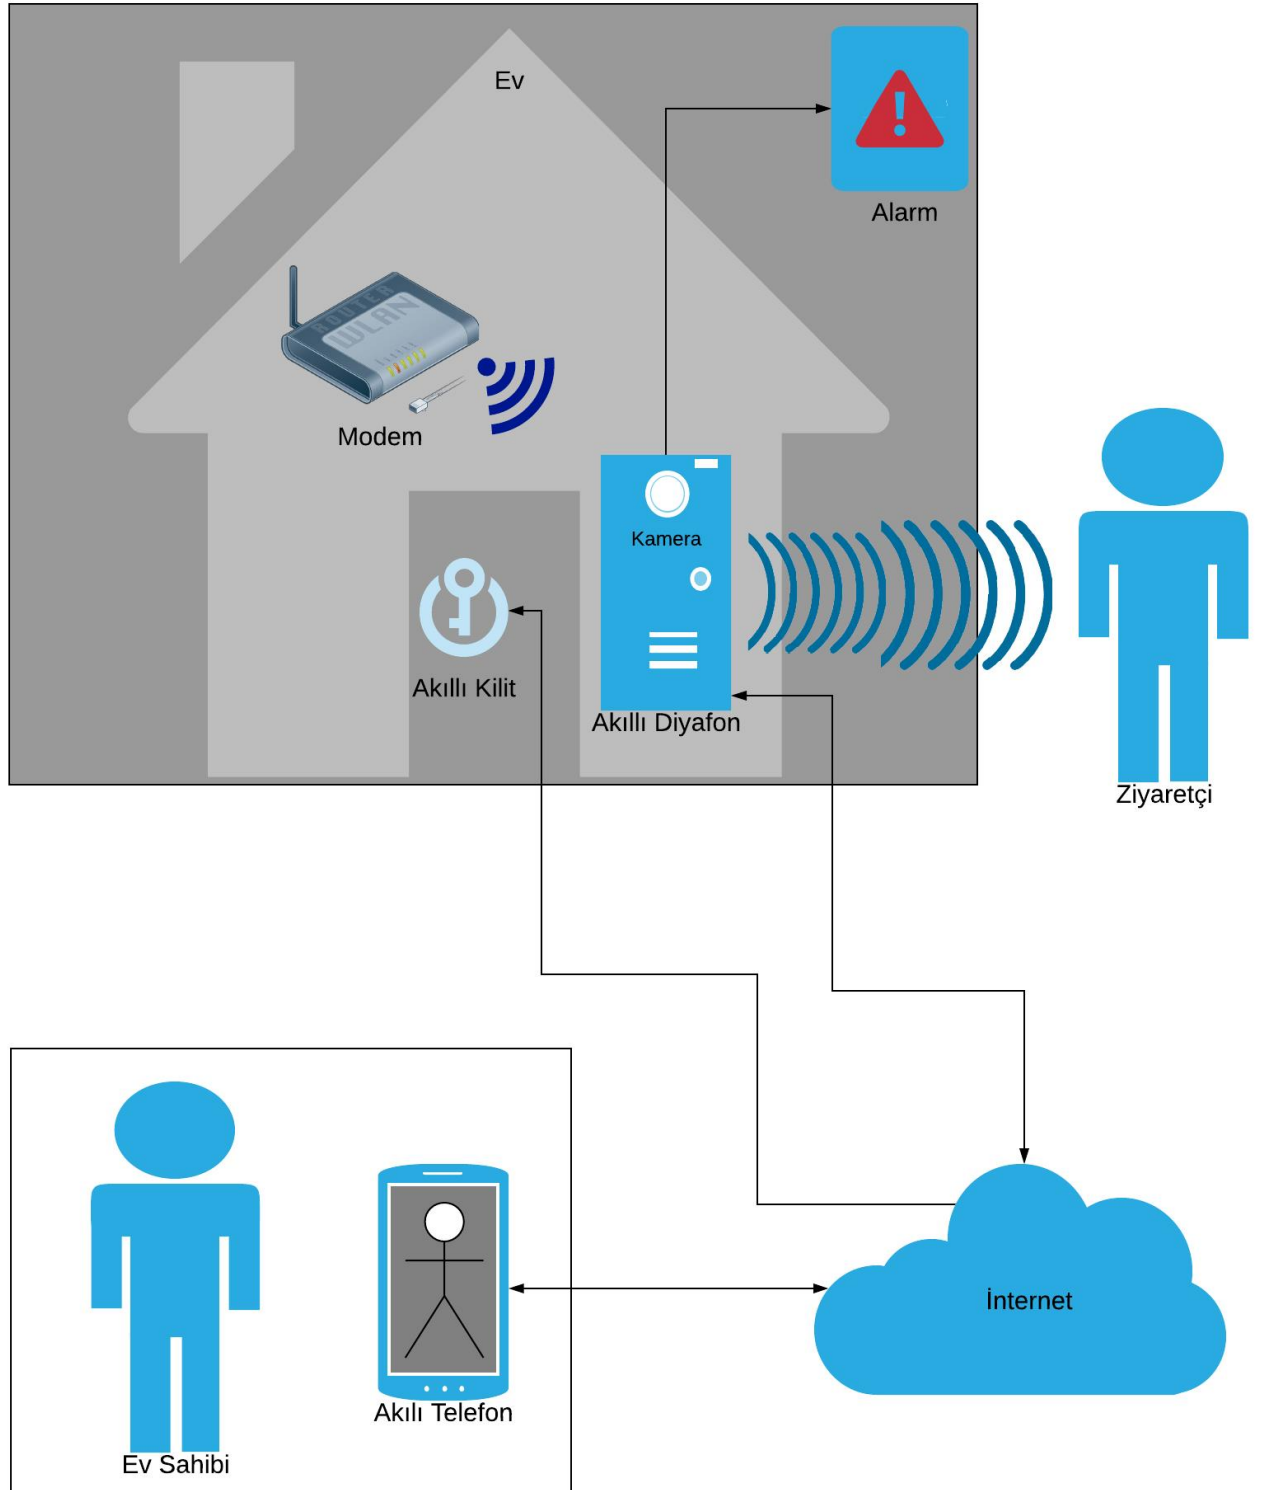 Ev
Alarm
ROUTER
WLAN
Modem
Kamera
Akıllı Kilit
Akıllı Diyafon
Ziyaretçi
İnternet
Akılı Telefon
Ev Sahibi